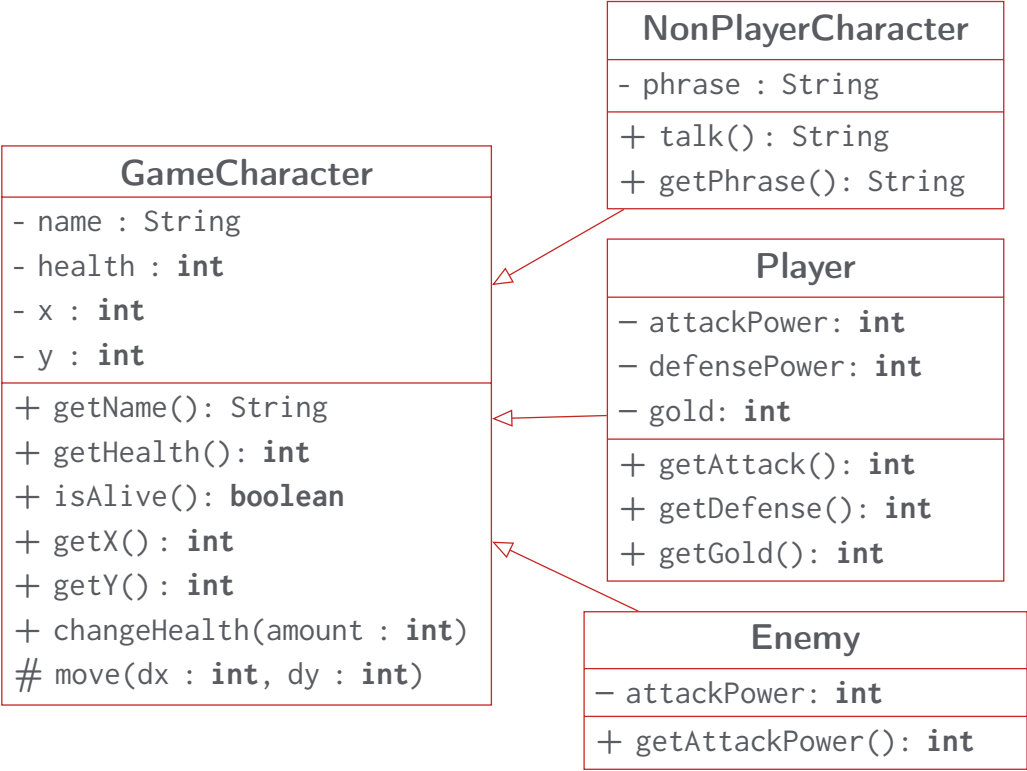 NonPlayerCharacter
- phrase : String
+ talk() : String
+ getPhrase(): String
GameCharacter
- name : String
- health : int
- x : int
- y : int
+ getName(): String
+ getHealth(): int
+ isAlive(): boolean
+ getX() : int
+ getY() : int
+ changeHealth(amount : int)
# move(dx : int, dy : int)
Player
− attackPower: int
− defensePower: int
− gold: int
+ getAttack(): int
+ getDefense(): int
+ getGold(): int
Enemy
− attackPower: int
+ getAttackPower(): int